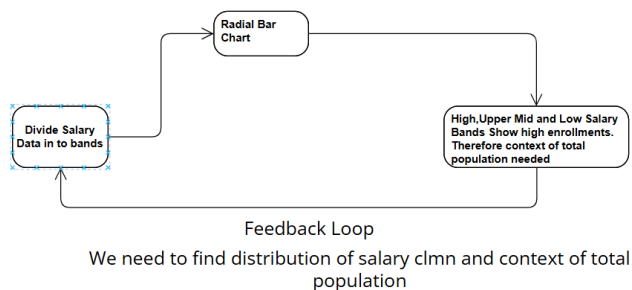 Radial Bar
Chart
Divide Salary
Data in to bands
High,Upper Mid and Low Salary
Bands Show high enrollments.
Therefore context of total
population needed
Feedback Loop
We need to find distribution of salary clmn and context of total
population